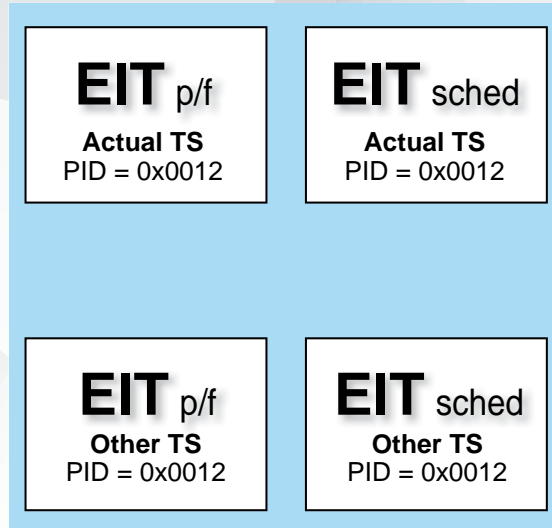 EIT p/f
Actual TS
PID = 0x0012
EIT sched
Actual TS
PID = 0x0012
EIT p/f
Other TS
PID = 0x0012
EIT sched
Other TS
PID = 0x0012